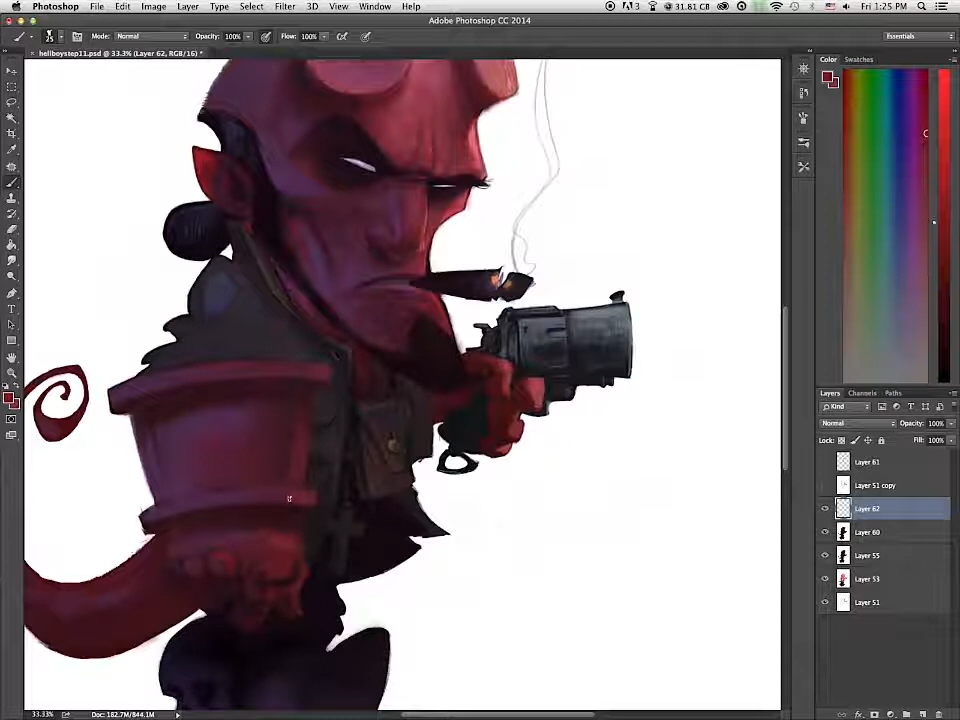 Photoshop File Edit Image Layer Type Select Filter 3D View Window Help
3 31.81 GB Fri 1:25 PM
Adobe Photoshop CC 2014
25 Mode: Normal Opacity: 100% Flow: 100% Essentials
× hellboystep11.psd @ 33.3% (Layer 62, RGB/16) *
Color Swatches
Layers Channels Paths
Kind
Normal Opacity: 100%
Lock: Fill: 100%
Layer 61
Layer 51 copy
Layer 62
Layer 60
Layer 55
Layer 53
Layer 51
33.33% Doc: 182.7M/844.1M
fx